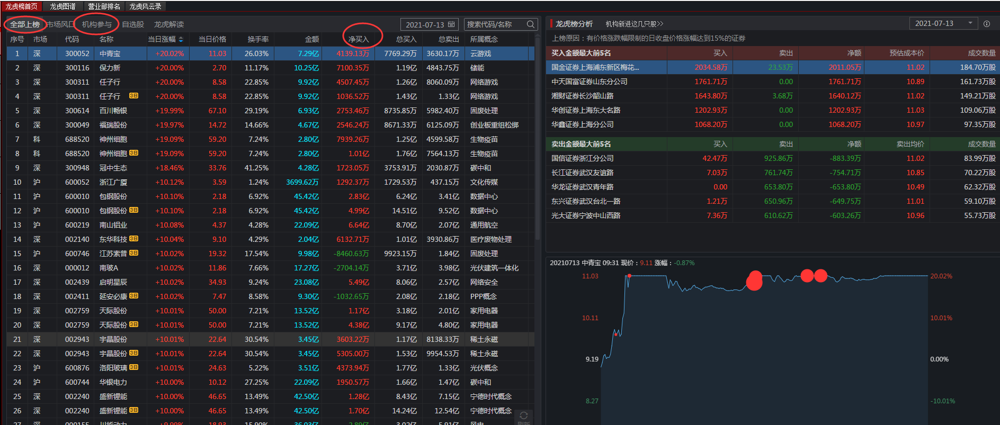 龙虎榜首页 龙虎图谱 营业部排名 龙虎风云录
全部上榜 市场风口 机构参与 自选股 龙虎解读 2021-07-13 搜索代码/名称
序号 市场 代码 名称 当日涨幅 当日价格 换手率 金额 净买入 总买入 总卖出 所属概念
1 深 300052 中青宝 +20.02% 11.03 26.03% 7.29亿 4139.13万 7769.29万 3630.17万 云游戏
2 深 300116 保力新 +20.00% 2.70 11.17% 10.25亿 7100.35万 1.19亿 4843.75万 储能
3 深 300311 任子行 +20.00% 8.58 22.85% 9.92亿 4507.45万 1.26亿 8060.09万 网络游戏
4 深 300311 任子行 3日 +20.00% 8.58 22.85% 9.92亿 1036.52万 1.43亿 1.33亿 网络游戏
5 深 300614 百川畅银 +19.99% 67.10 29.19% 6.93亿 2753.46万 8735.85万 5982.40万 固废处理
6 深 300049 福瑞股份 +19.97% 14.72 14.66% 4.67亿 2546.24万 8671.33万 6125.09万 创业板重组松绑
7 科 688520 神州细胞 +19.09% 59.20 7.24% 2.80亿 7939.26万 1.25亿 4599.58万 生物疫苗
8 科 688520 神州细胞 3日 +19.09% 59.20 7.24% 2.80亿 1.01亿 1.76亿 7564.13万 生物疫苗
9 深 300948 冠中生态 +18.46% 33.76 41.25% 4.28亿 1723.05万 3753.91万 2030.87万 碳中和
10 沪 600052 浙江广厦 +10.12% 3.59 1.24% 3699.62万 1292.37万 1729.53万 437.15万 文化传媒
11 沪 600010 包钢股份 +10.10% 2.18 6.92% 45.42亿 2.83亿 6.24亿 3.41亿 数据中心
12 沪 600010 包钢股份 3日 +10.10% 2.18 6.92% 45.42亿 4.99亿 14.51亿 9.52亿 数据中心
13 沪 600219 南山铝业 +10.08% 4.37 4.28% 22.09亿 6.64亿 8.70亿 2.07亿 通用航空
14 深 002140 东华科技 3日 +10.04% 9.10 4.29% 2.04亿 6132.71万 1.01亿 3930.86万 医疗废物处理
15 沪 600746 江苏索普 3日 +10.02% 19.32 17.54% 9.98亿 -8460.63万 9923.15万 1.84亿 固废处理
16 深 000012 南玻A +10.02% 11.86 7.66% 17.27亿 -2704.14万 3.71亿 3.98亿 光伏建筑一体化
17 深 002439 启明星辰 +10.02% 34.93 9.24% 23.08亿 5.49亿 8.06亿 2.57亿 网络安全
18 深 002411 延安必康 3日 +10.02% 7.47 8.58% 9.30亿 -1032.65万 2.08亿 2.18亿 PPP概念
19 深 002759 天际股份 +10.01% 50.00 7.21% 13.52亿 1.17亿 3.18亿 2.01亿 家用电器
20 深 002759 天际股份 3日 +10.01% 50.00 7.21% 13.52亿 4.38亿 9.17亿 4.80亿 家用电器
21 深 002943 宇晶股份 +10.01% 22.64 30.54% 3.45亿 3603.22万 1.17亿 8138.33万 稀土永磁
22 深 002943 宇晶股份 3日 +10.01% 22.64 30.54% 3.45亿 5305.00万 1.53亿 9954.53万 稀土永磁
23 沪 600876 洛阳玻璃 3日 +10.01% 24.63 5.22% 3.51亿 4373.94万 1.77亿 1.33亿 光伏概念
24 沪 600744 华银电力 +10.00% 10.12 27.25% 22.09亿 1950.57万 1.66亿 1.47亿 碳中和
25 深 002240 盛新锂能 +10.00% 46.65 13.49% 42.50亿 1.28亿 8.43亿 7.15亿 宁德时代概念
26 深 002240 盛新锂能 3日 +10.00% 46.65 13.49% 42.50亿 1.70亿 14.24亿 12.54亿 宁德时代概念
龙虎榜分析 机构新进这几只股>> 2021-07-13
上榜原因：有价格涨跌幅限制的日收盘价格涨幅达到15%的证券
买入金额最大前5名 买入 卖出 净额 预估成本价 成交数量
国金证券上海浦东新区梅花... 2034.58万 23.53万 2011.05万 11.02 184.70万股
中天国富证券山东分公司 1761.71万 0.00 1761.71万 10.89 161.73万股
湘财证券长沙韶山路 1643.80万 3.68万 1640.12万 11.02 149.21万股
华创证券上海东大名路 1202.93万 0.00 1202.93万 11.03 109.06万股
华鑫证券上海分公司 1068.20万 0.00 1068.20万 10.97 97.35万股
卖出金额最大前5名 买入 卖出 净额 卖出均价 成交数量
国信证券浙江分公司 42.47万 925.86万 -883.39万 11.02 83.99万股
长江证券武汉友谊路 7.03万 761.74万 -754.71万 10.85 70.22万股
华龙证券武汉青年路 0.00 653.80万 -653.80万 10.49 62.32万股
东兴证券武汉台北一路 1.21万 650.96万 -649.75万 11.01 59.10万股
光大证券宁波中山西路 7.36万 610.62万 -603.26万 10.96 55.73万股
20210713 中青宝 09:31 现价：9.11 涨幅：-0.87%
11.03 20.02%
10.11 10.01%
9.19 0.00%
8.27 -10.01%